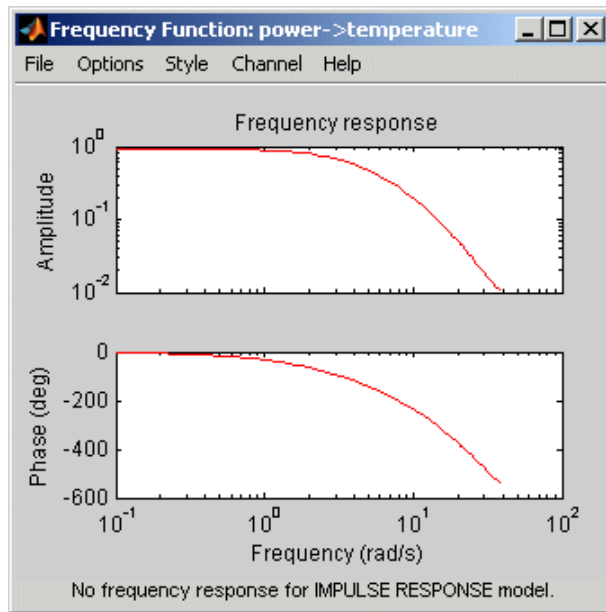 Frequency Function: power->temperature
File Options Style Channel Help
Frequency response
Amplitude
10^0
10^-1
10^-2
Phase (deg)
0
-200
-400
-600
10^-1 10^0 10^1 10^2
Frequency (rad/s)
No frequency response for IMPULSE RESPONSE model.